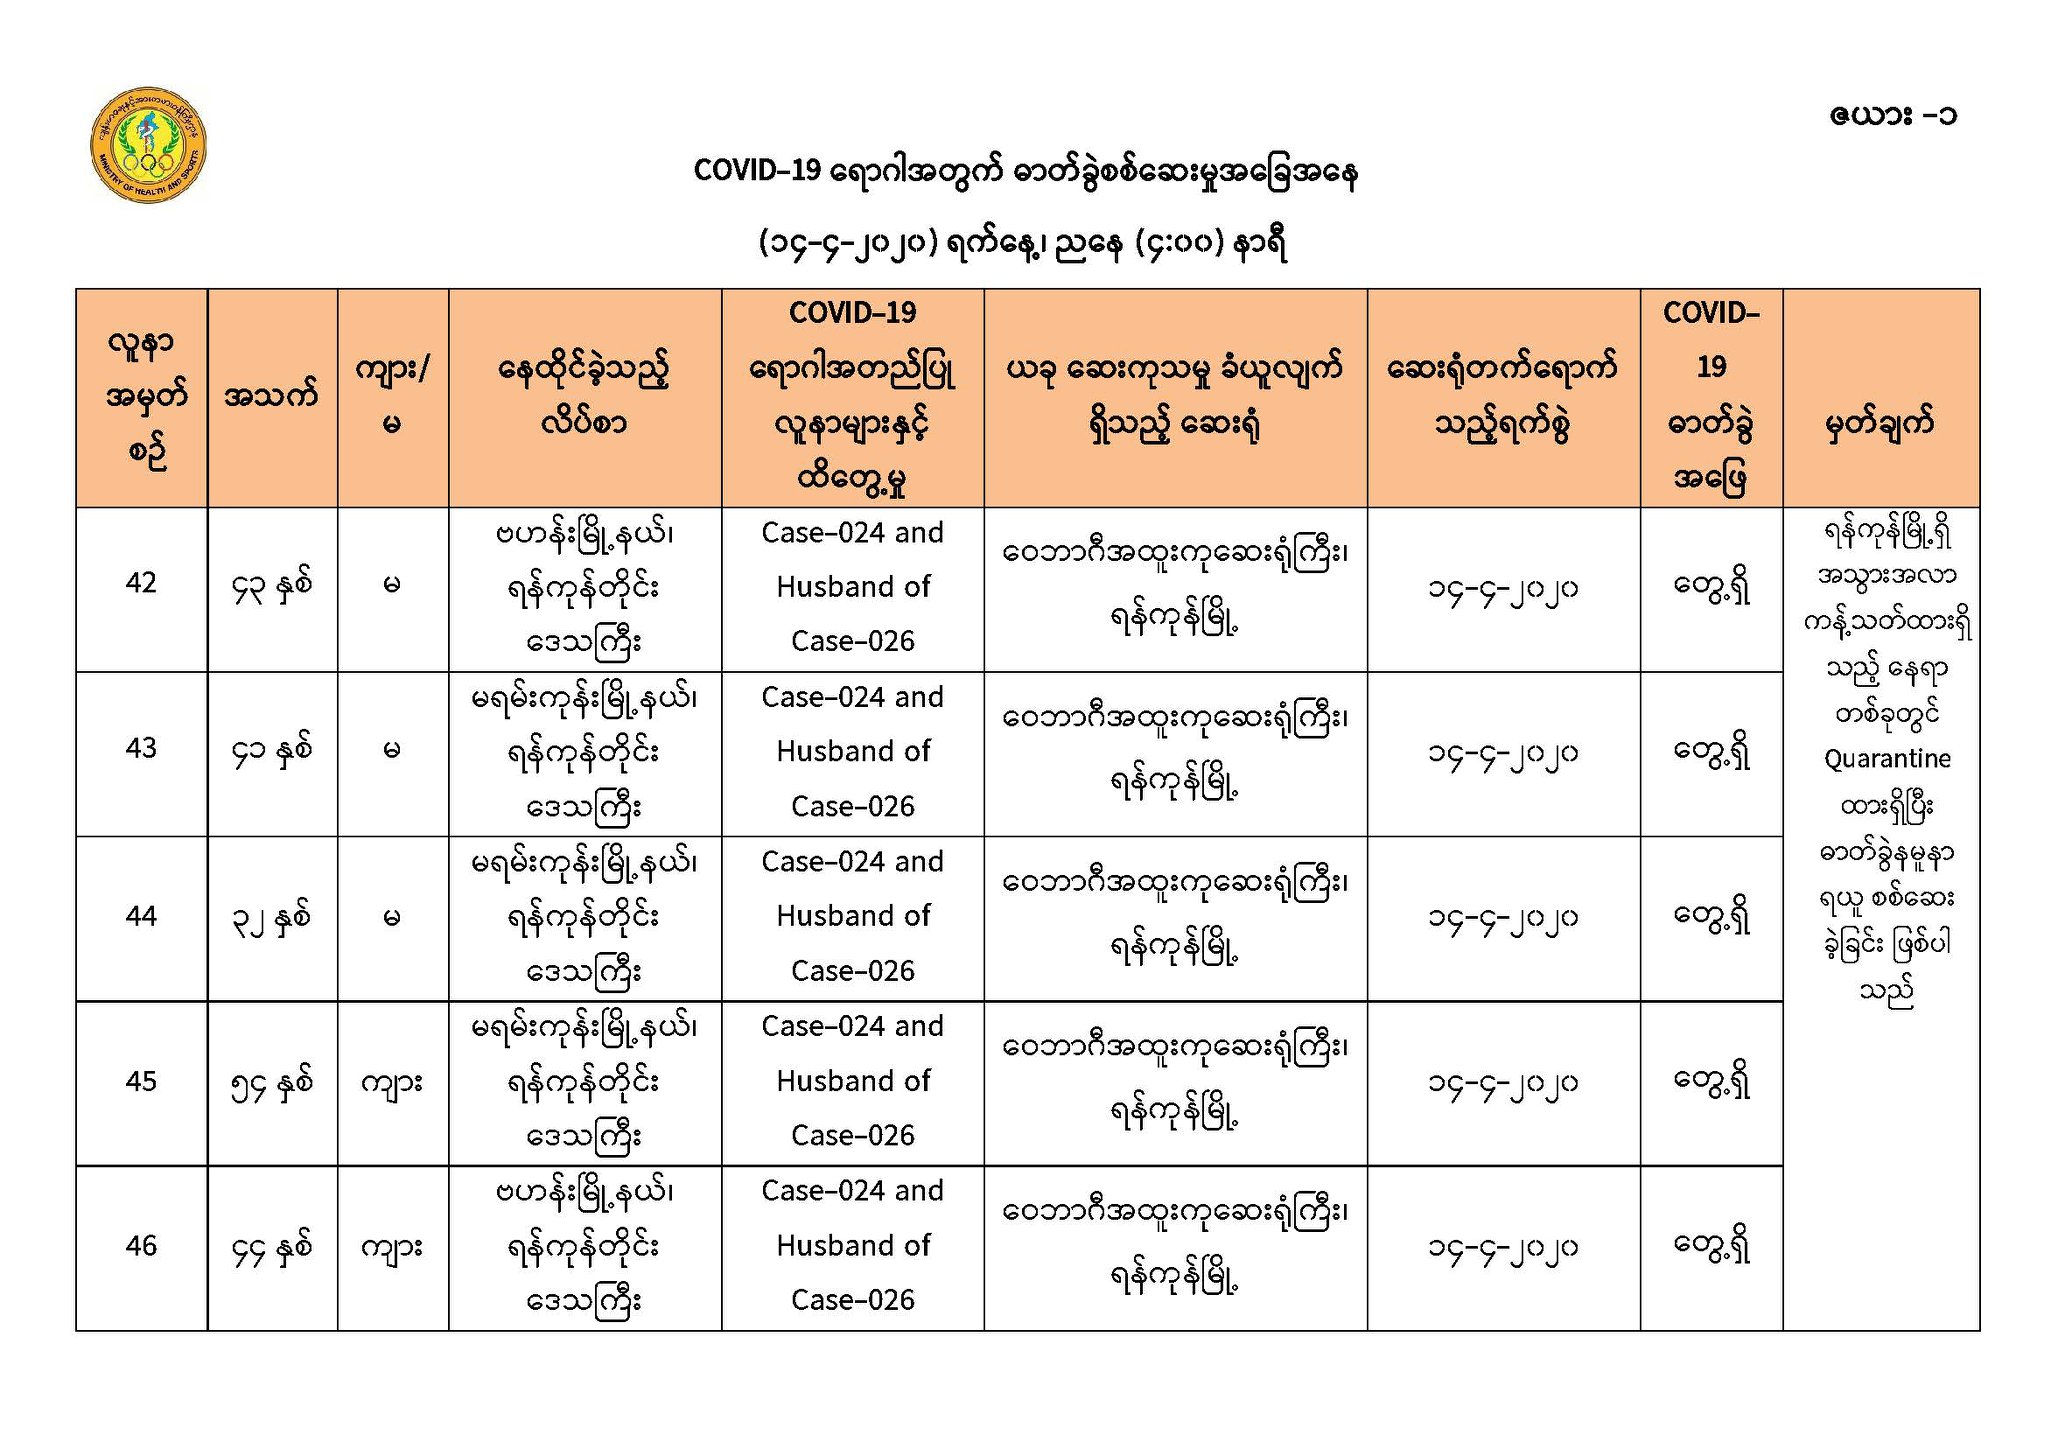 ဇယား -၁
MINISTRY OF HEALTH AND SPORTS
COVID-19 ရောဂါအတွက် ဓာတ်ခွဲစစ်ဆေးမှုအခြေအနေ
(၁၄-၄-၂၀၂၀) ရက်နေ့၊ ညနေ (၄:၀၀) နာရီ
လူနာ
အမှတ်
စဉ်
အသက်
ကျား/
မ
နေထိုင်ခဲ့သည့်
လိပ်စာ
COVID-19
ရောဂါအတည်ပြု
လူနာများနှင့်
ထိတွေ့မှု
ယခု ဆေးကုသမှု ခံယူလျက်
ရှိသည့် ဆေးရုံ
ဆေးရုံတက်ရောက်
သည့်ရက်စွဲ
COVID-
19
ဓာတ်ခွဲ
အဖြေ
မှတ်ချက်
42
၄၃ နှစ်
မ
ဗဟန်းမြို့နယ်၊
ရန်ကုန်တိုင်း
ဒေသကြီး
Case-024 and
Husband of
Case-026
ဝေဘာဂီအထူးကုဆေးရုံကြီး၊
ရန်ကုန်မြို့
၁၄-၄-၂၀၂၀
တွေ့ရှိ
ရန်ကုန်မြို့ရှိ
အသွားအလာ
ကန့်သတ်ထားရှိ
သည့် နေရာ
တစ်ခုတွင်
Quarantine
ထားရှိပြီး
ဓာတ်ခွဲနမူနာ
ရယူ စစ်ဆေး
ခဲ့ခြင်း ဖြစ်ပါ
သည်
43
၄၁ နှစ်
မ
မရမ်းကုန်းမြို့နယ်၊
ရန်ကုန်တိုင်း
ဒေသကြီး
Case-024 and
Husband of
Case-026
ဝေဘာဂီအထူးကုဆေးရုံကြီး၊
ရန်ကုန်မြို့
၁၄-၄-၂၀၂၀
တွေ့ရှိ
44
၃၂ နှစ်
မ
မရမ်းကုန်းမြို့နယ်၊
ရန်ကုန်တိုင်း
ဒေသကြီး
Case-024 and
Husband of
Case-026
ဝေဘာဂီအထူးကုဆေးရုံကြီး၊
ရန်ကုန်မြို့
၁၄-၄-၂၀၂၀
တွေ့ရှိ
45
၅၄ နှစ်
ကျား
မရမ်းကုန်းမြို့နယ်၊
ရန်ကုန်တိုင်း
ဒေသကြီး
Case-024 and
Husband of
Case-026
ဝေဘာဂီအထူးကုဆေးရုံကြီး၊
ရန်ကုန်မြို့
၁၄-၄-၂၀၂၀
တွေ့ရှိ
46
၄၄ နှစ်
ကျား
ဗဟန်းမြို့နယ်၊
ရန်ကုန်တိုင်း
ဒေသကြီး
Case-024 and
Husband of
Case-026
ဝေဘာဂီအထူးကုဆေးရုံကြီး၊
ရန်ကုန်မြို့
၁၄-၄-၂၀၂၀
တွေ့ရှိ